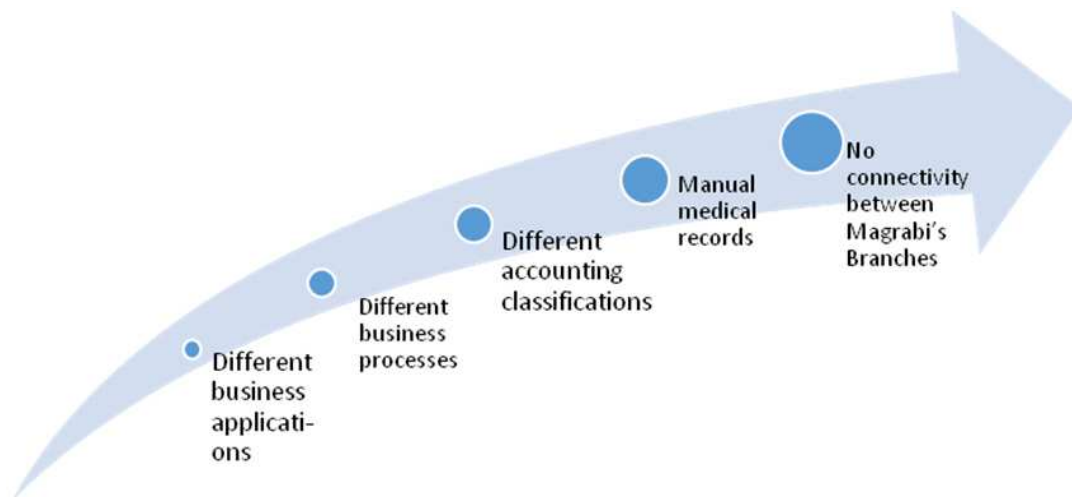 Different
business
applicati-
ons
Different
business
processes
Different
accounting
classifications
Manual
medical
records
No
connectivity
between
Magrabi's
Branches